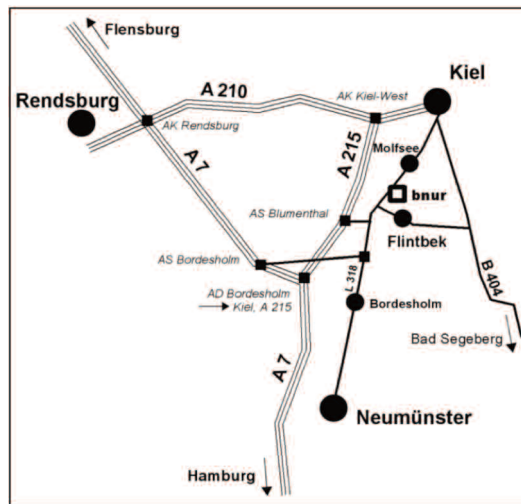 Flensburg
Kiel
A 210
AK Kiel-West
Rendsburg
AK Rendsburg
Molfsee
A 7
A 215
bnur
AS Blumenthal
Flintbek
AS Bordesholm
B 404
L 318
AD Bordesholm
Kiel, A 215
Bordesholm
Bad Segeberg
A 7
Neumünster
Hamburg